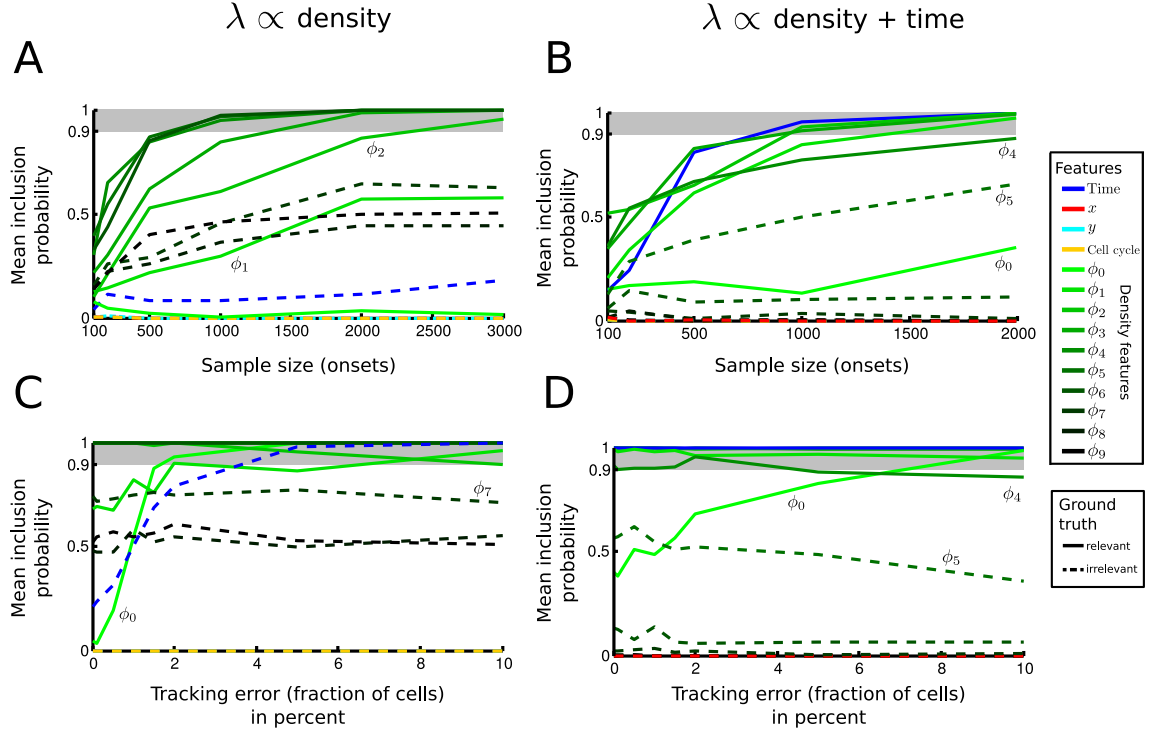 λ ∝ density
λ ∝ density + time
A
Mean inclusion
probability
1
0.9
0.5
0
100
500
1000
1500
2000
2500
3000
ϕ2
ϕ1
Sample size (onsets)
B
Mean inclusion
probability
1
0.9
0.5
0
100
500
1000
1500
2000
ϕ4
ϕ5
ϕ0
Sample size (onsets)
C
Mean inclusion
probability
1
0.9
0.5
0
0
2
4
6
8
10
ϕ7
ϕ0
Tracking error (fraction of cells)
in percent
D
Mean inclusion
probability
1
0.9
0.5
0
0
2
4
6
8
10
ϕ0
ϕ4
ϕ5
Tracking error (fraction of cells)
in percent
Features
Time
x
y
Cell cycle
ϕ0
ϕ1
ϕ2
ϕ3
ϕ4
ϕ5
ϕ6
ϕ7
ϕ8
ϕ9
Density features
Ground
truth
relevant
irrelevant